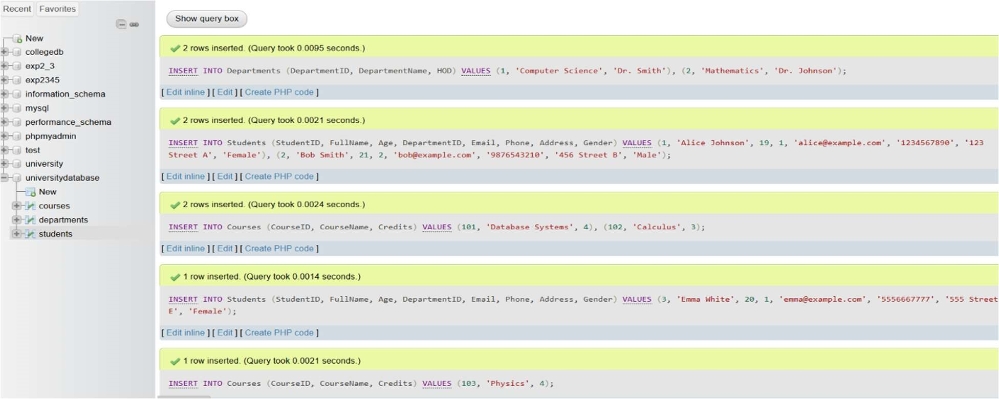 Recent Favorites
New
collegedb
exp2_3
exp2345
information_schema
mysql
performance_schema
phpmyadmin
test
university
universitydatabase
New
courses
departments
students
Show query box
2 rows inserted. (Query took 0.0095 seconds.)
INSERT INTO Departments (DepartmentID, DepartmentName, HOD) VALUES (1, 'Computer Science', 'Dr. Smith'), (2, 'Mathematics', 'Dr. Johnson');
[ Edit inline ] [ Edit ] [ Create PHP code ]
2 rows inserted. (Query took 0.0021 seconds.)
INSERT INTO Students (StudentID, FullName, Age, DepartmentID, Email, Phone, Address, Gender) VALUES (1, 'Alice Johnson', 19, 1, 'alice@example.com', '1234567890', '123
Street A', 'Female'), (2, 'Bob Smith', 21, 2, 'bob@example.com', '9876543210', '456 Street B', 'Male');
[ Edit inline ] [ Edit ] [ Create PHP code ]
2 rows inserted. (Query took 0.0024 seconds.)
INSERT INTO Courses (CourseID, CourseName, Credits) VALUES (101, 'Database Systems', 4), (102, 'Calculus', 3);
[ Edit inline ] [ Edit ] [ Create PHP code ]
1 row inserted. (Query took 0.0014 seconds.)
INSERT INTO Students (StudentID, FullName, Age, DepartmentID, Email, Phone, Address, Gender) VALUES (3, 'Emma White', 20, 1, 'emma@example.com', '5556667777', '555 Street
E', 'Female');
[ Edit inline ] [ Edit ] [ Create PHP code ]
1 row inserted. (Query took 0.0021 seconds.)
INSERT INTO Courses (CourseID, CourseName, Credits) VALUES (103, 'Physics', 4);